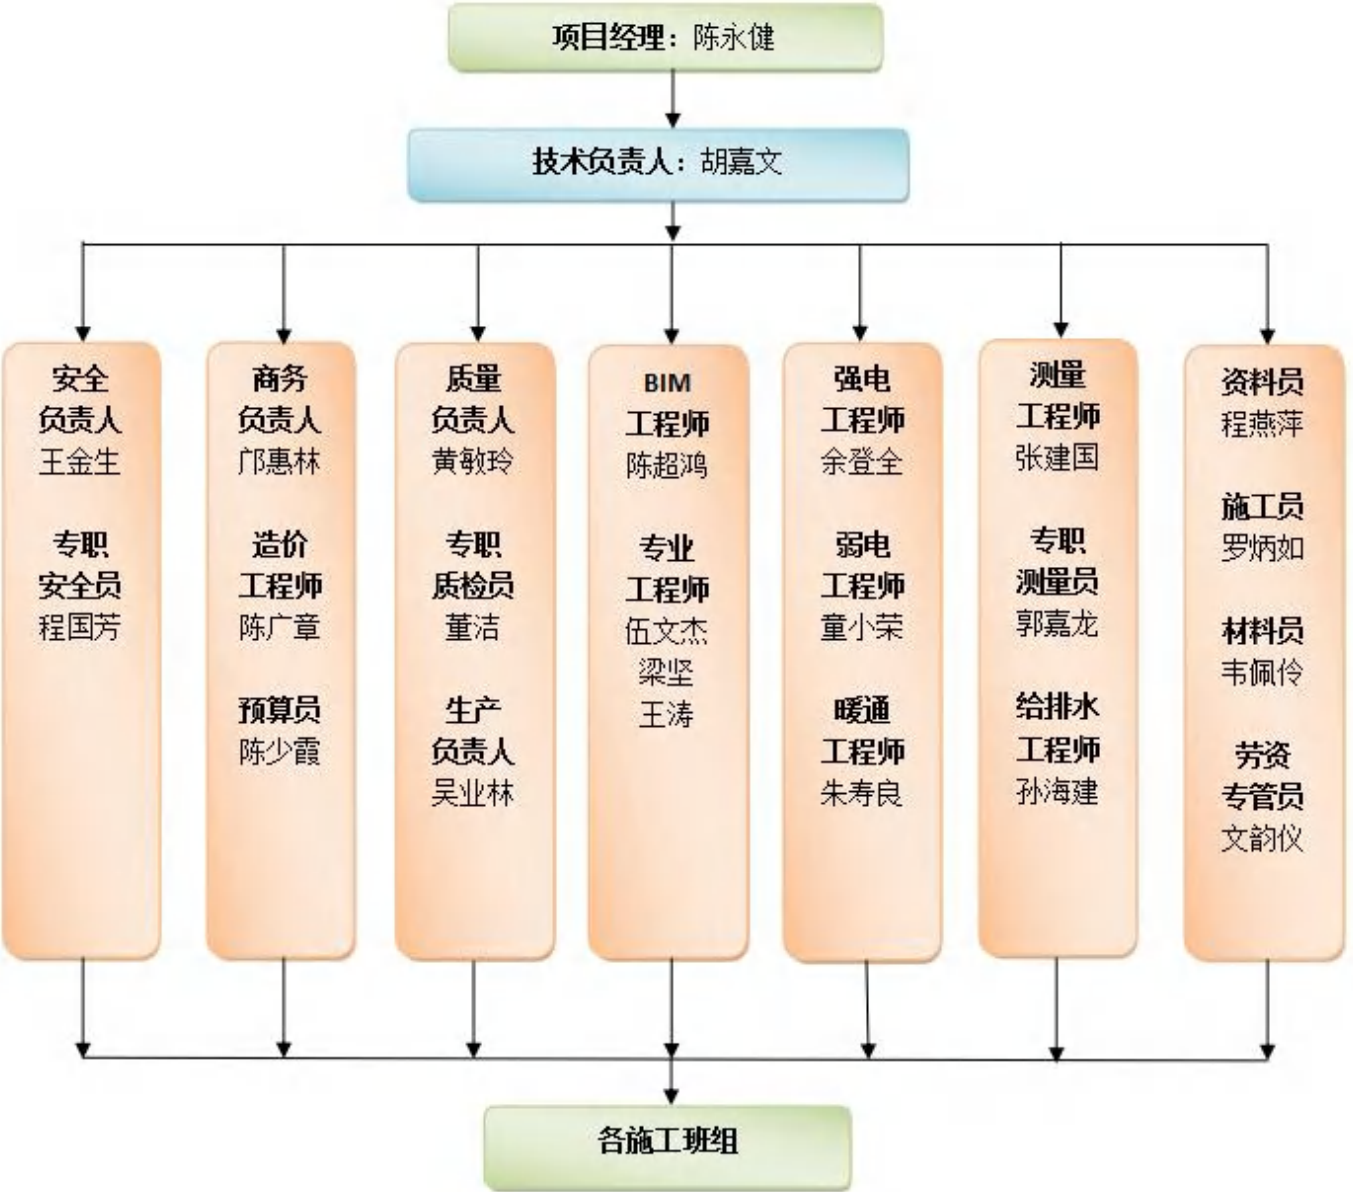 项目经理：陈永健
技术负责人：胡嘉文
安全
负责人
王金生
专职
安全员
程国芳
商务
负责人
邝惠林
造价
工程师
陈广章
预算员
陈少霞
质量
负责人
黄敏玲
专职
质检员
董洁
生产
负责人
吴业林
BIM
工程师
陈超鸿
专业
工程师
伍文杰
梁坚
王涛
强电
工程师
余登全
弱电
工程师
童小荣
暖通
工程师
朱寿良
测量
工程师
张建国
专职
测量员
郭嘉龙
给排水
工程师
孙海建
资料员
程燕萍
施工员
罗炳如
材料员
韦佩伶
劳资
专管员
文韵仪
各施工班组